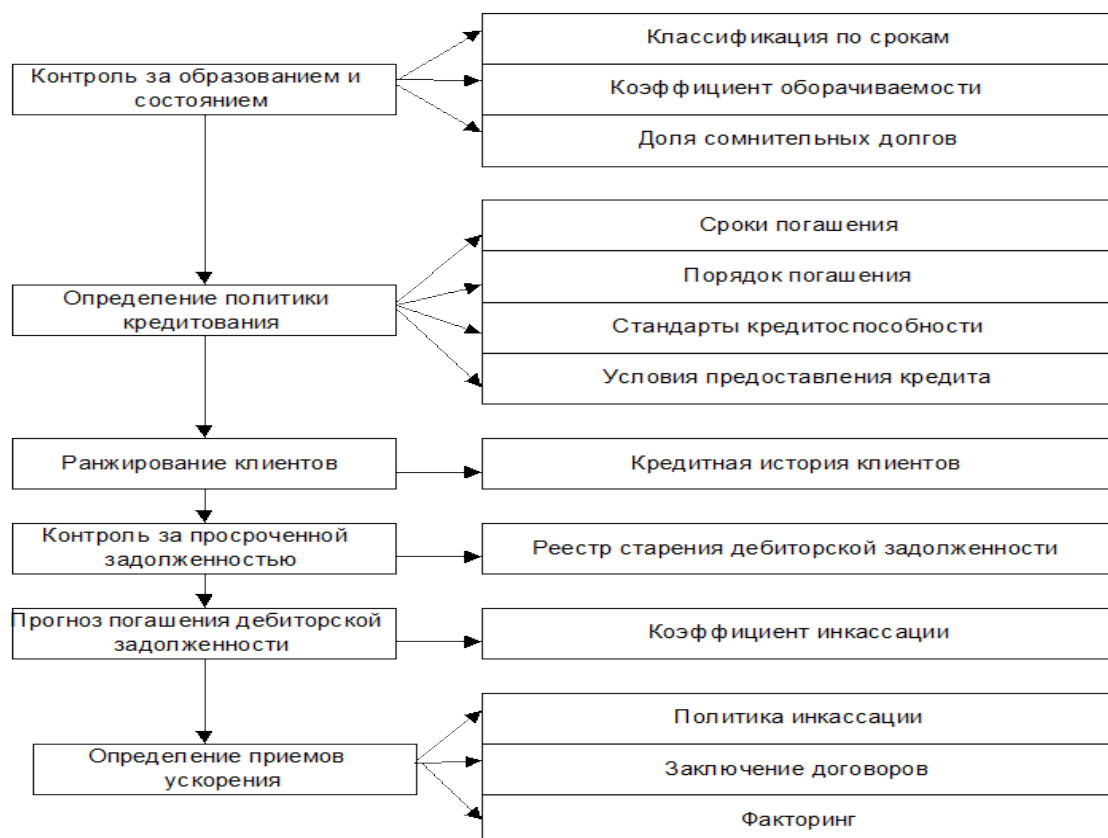 Контроль за образованием и
состоянием
Классификация по срокам
Коэффициент оборачиваемости
Доля сомнительных долгов
Определение политики
кредитования
Сроки погашения
Порядок погашения
Стандарты кредитоспособности
Условия предоставления кредита
Ранжирование клиентов
Кредитная история клиентов
Контроль за просроченной
задолженностью
Реестр старения дебиторской задолженности
Прогноз погашения дебиторской
задолженности
Коэффициент инкассации
Определение приемов
ускорения
Политика инкассации
Заключение договоров
Факторинг